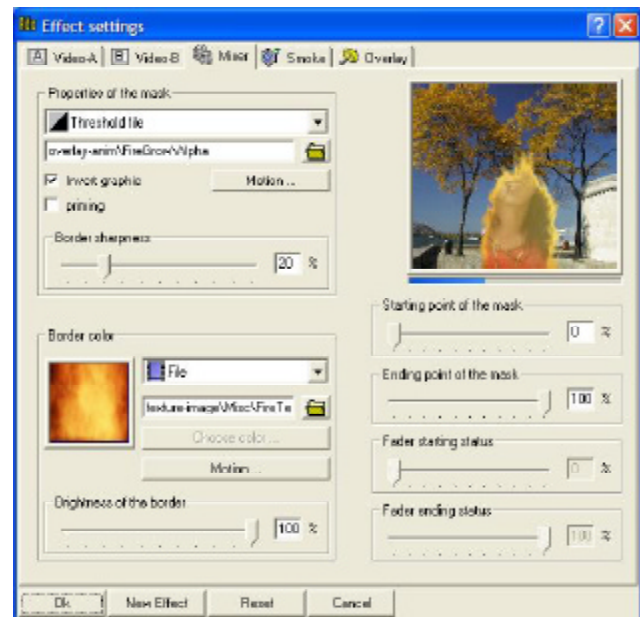 Effect settings
A Video-A B Video-B Mixer Smoke Overlay
Properties of the mask
Threshold file
overlay-anim\FireGrow\Alpha
Invert graphic
Motion ...
priming
Border sharpness
20 %
Starting point of the mask
0 %
Border color
File
Ending point of the mask
100 %
texture-image\Misc\FireTe
Choose color ...
Fader starting status
0 %
Motion ...
Brightness of the border
100 %
Fader ending status
100 %
Ok
New Effect
Reset
Cancel